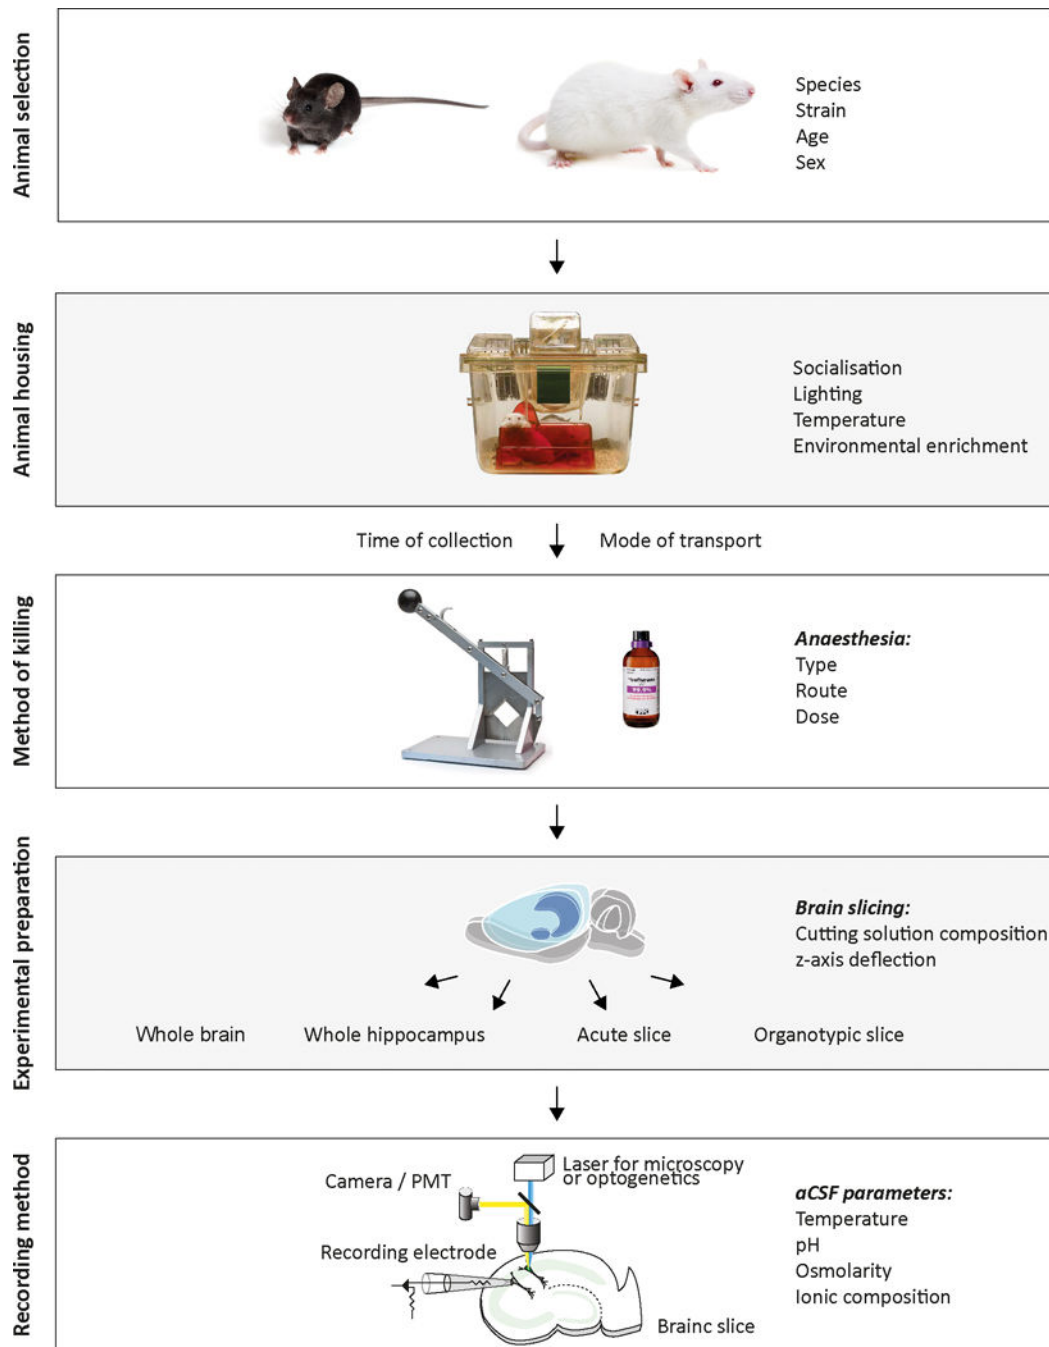 Animal selection
Species
Strain
Age
Sex
Animal housing
Socialisation
Lighting
Temperature
Environmental enrichment
Time of collection
Mode of transport
Method of killing
99.9%
Anaesthesia:
Type
Route
Dose
Experimental preparation
Brain slicing:
Cutting solution composition
z-axis deflection
Whole brain
Whole hippocampus
Acute slice
Organotypic slice
Recording method
Laser for microscopy
or optogenetics
Camera / PMT
Recording electrode
Brainc slice
aCSF parameters:
Temperature
pH
Osmolarity
Ionic composition